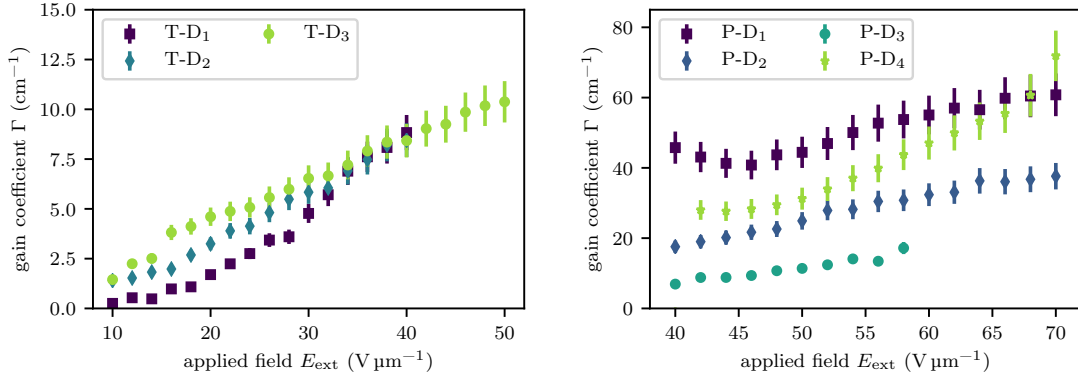 15.0
12.5
10.0
7.5
5.0
2.5
0.0
gain coefficient Γ (cm⁻¹)
T-D₁
T-D₂
T-D₃
10
20
30
40
50
applied field E_ext (V µm⁻¹)
80
60
40
20
0
gain coefficient Γ (cm⁻¹)
P-D₁
P-D₂
P-D₃
P-D₄
40
45
50
55
60
65
70
applied field E_ext (V µm⁻¹)